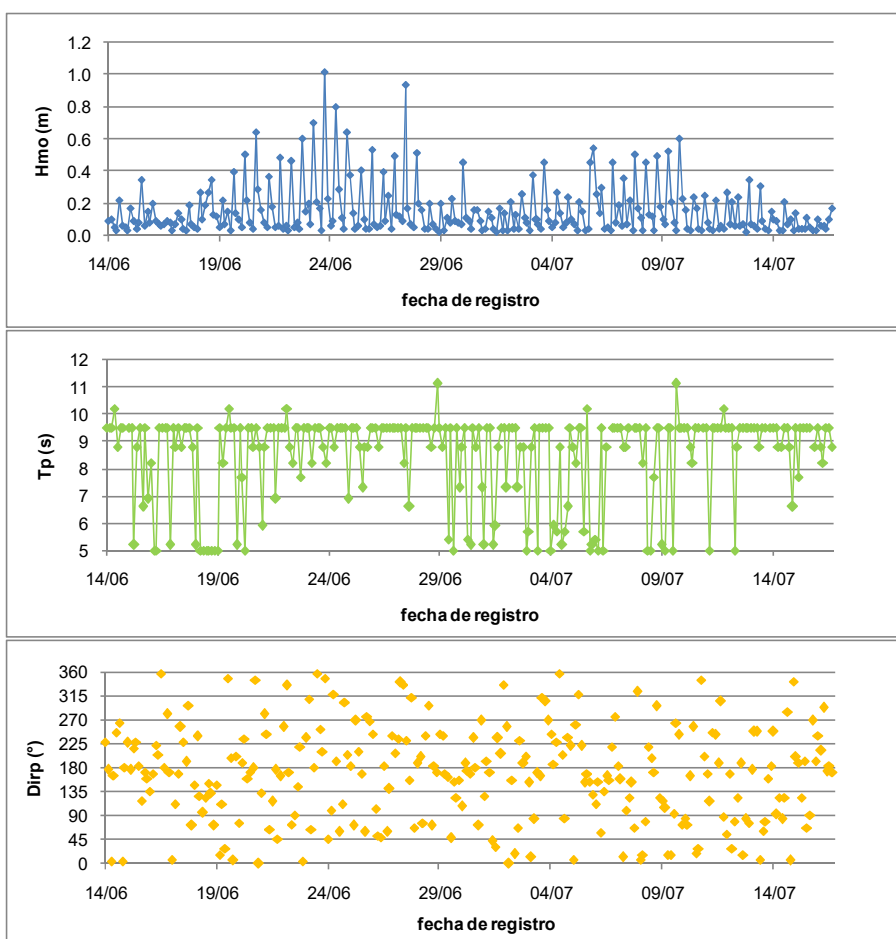 1.2
1.0
0.8
0.6
0.4
0.2
0.0
Hmo (m)
14/06 19/06 24/06 29/06 04/07 09/07 14/07
fecha de registro
12
11
10
9
8
7
6
5
Tp (s)
14/06 19/06 24/06 29/06 04/07 09/07 14/07
fecha de registro
360
315
270
225
180
135
90
45
0
Dirp (°)
14/06 19/06 24/06 29/06 04/07 09/07 14/07
fecha de registro